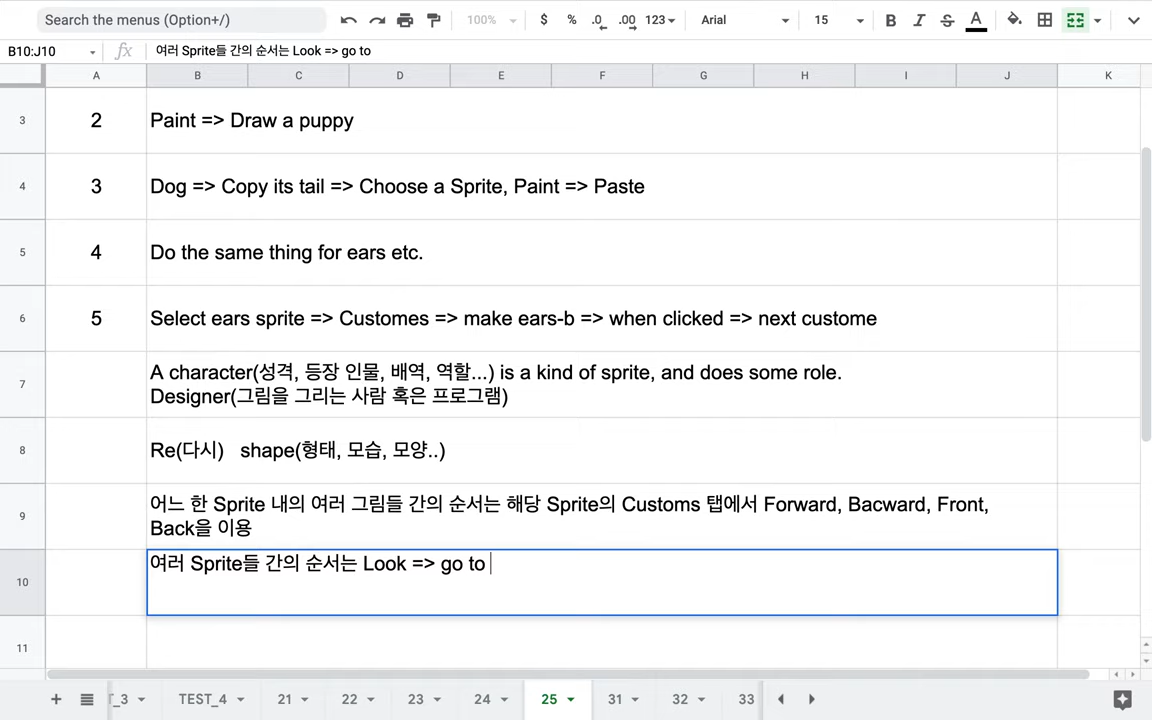 Search the menus (Option+/)
100%
$ % .0 .00 123
Arial
15
B I S A
B10:J10
fx
여러 Sprite들 간의 순서는 Look => go to
A B C D E F G H I J K
3 2 Paint => Draw a puppy
4 3 Dog => Copy its tail => Choose a Sprite, Paint => Paste
5 4 Do the same thing for ears etc.
6 5 Select ears sprite => Customes => make ears-b => when clicked => next custome
7 A character(성격, 등장 인물, 배역, 역할...) is a kind of sprite, and does some role.
Designer(그림을 그리는 사람 혹은 프로그램)
8 Re(다시) shape(형태, 모습, 모양..)
9 어느 한 Sprite 내의 여러 그림들 간의 순서는 해당 Sprite의 Customs 탭에서 Forward, Bacward, Front,
Back을 이용
10 여러 Sprite들 간의 순서는 Look => go to
11
T_3 TEST_4 21 22 23 24 25 31 32 33